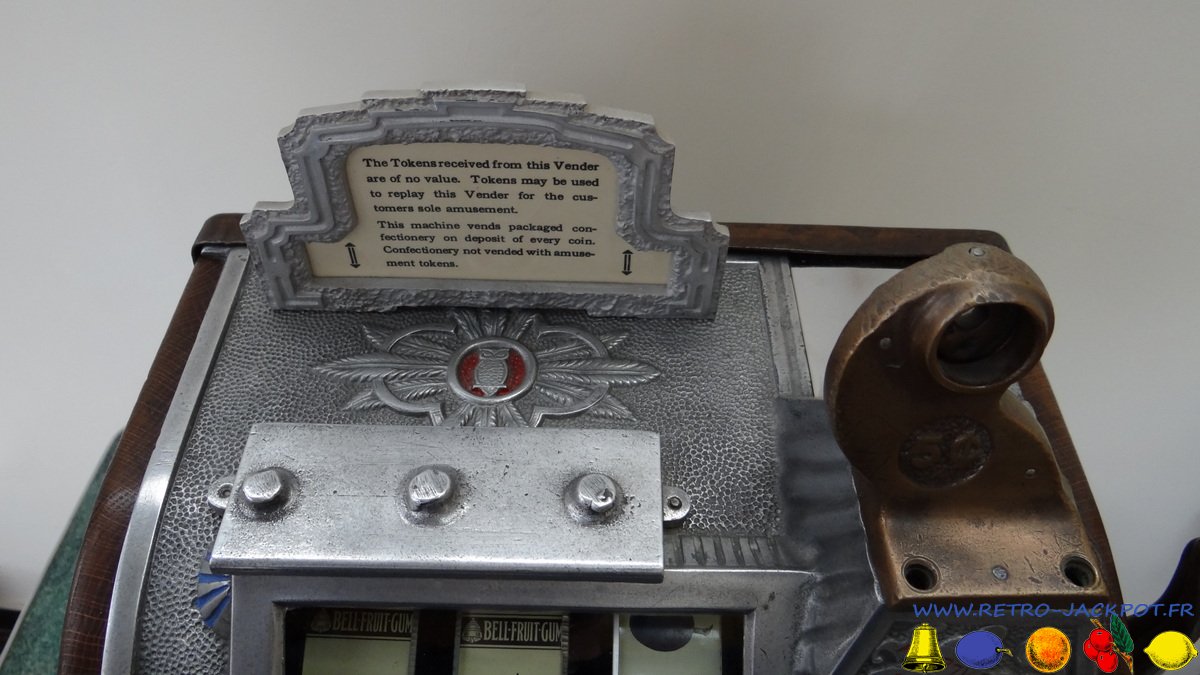 The Tokens received from this Vender
are of no value. Tokens may be used
to replay this Vender for the cus-
tomers sole amusement.
This machine vends packaged con-
fectionery on deposit of every coin.
Confectionery not vended with amuse-
ment tokens.
5¢
BELL-FRUIT-GUM
BELL-FRUIT-GUM
WWW.RETRO-JACKPOT.FR